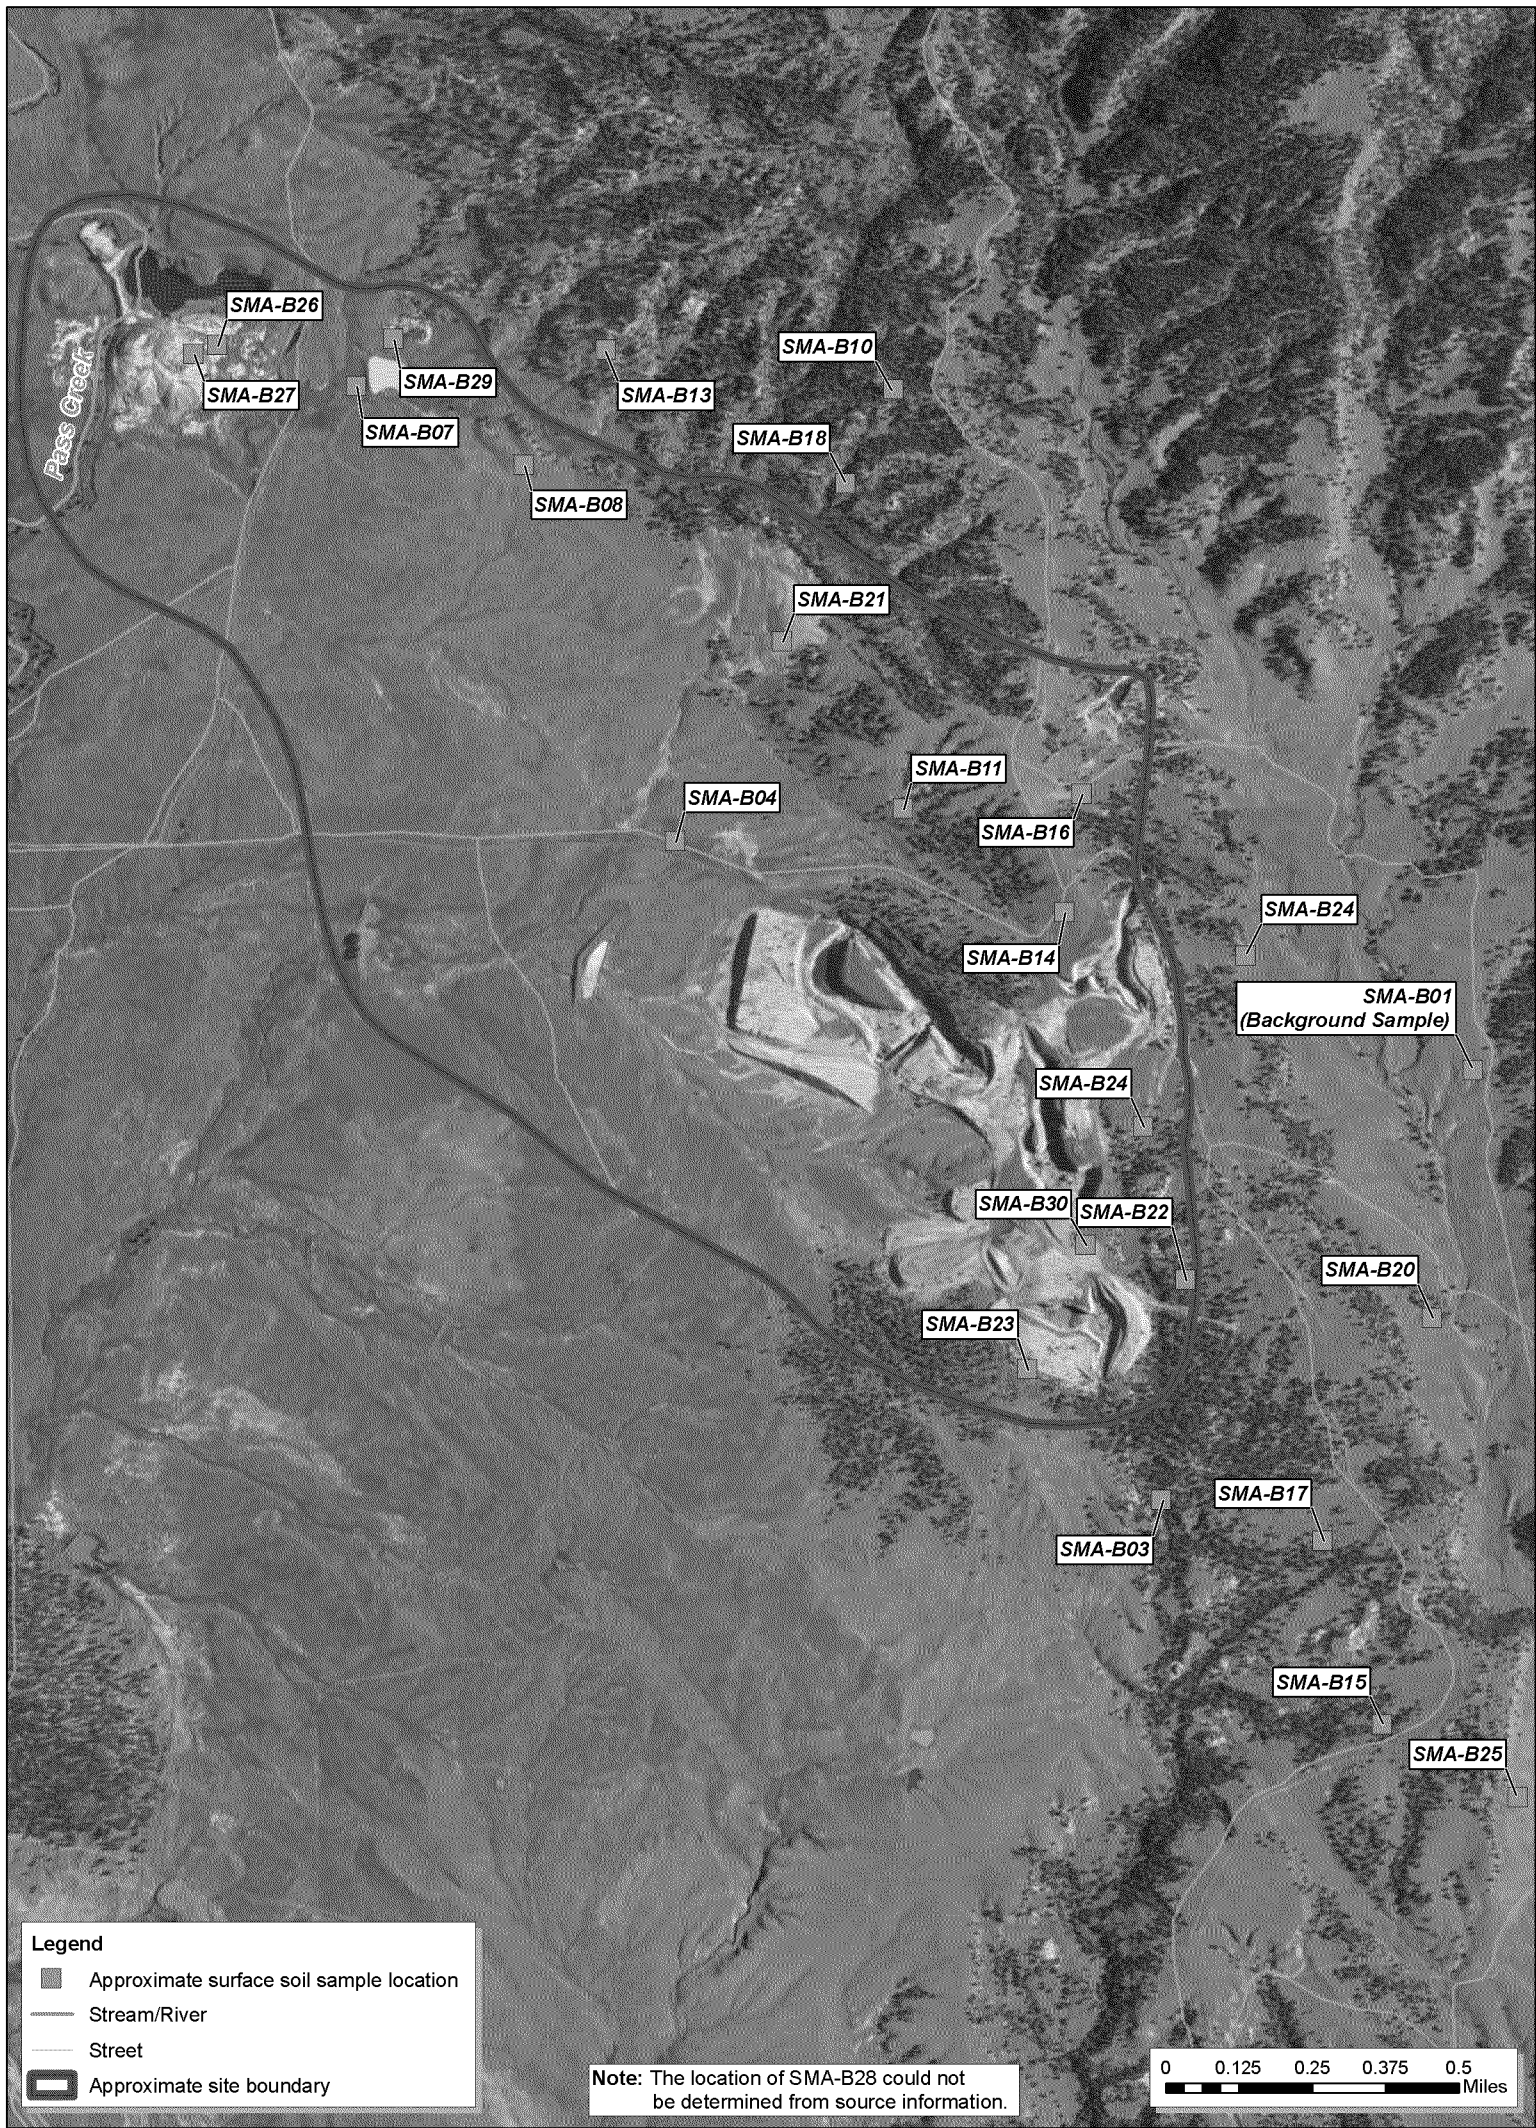 SMA-B26
Pass Creek
SMA-B27
SMA-B29
SMA-B07
SMA-B13
SMA-B10
SMA-B18
SMA-B08
SMA-B21
SMA-B11
SMA-B04
SMA-B16
SMA-B24
SMA-B14
SMA-B01
(Background Sample)
SMA-B24
SMA-B30
SMA-B22
SMA-B20
SMA-B23
SMA-B17
SMA-B03
SMA-B15
SMA-B25
Legend
Approximate surface soil sample location
Stream/River
Street
Approximate site boundary
Note: The location of SMA-B28 could not
be determined from source information.
0 0.125 0.25 0.375 0.5
Miles